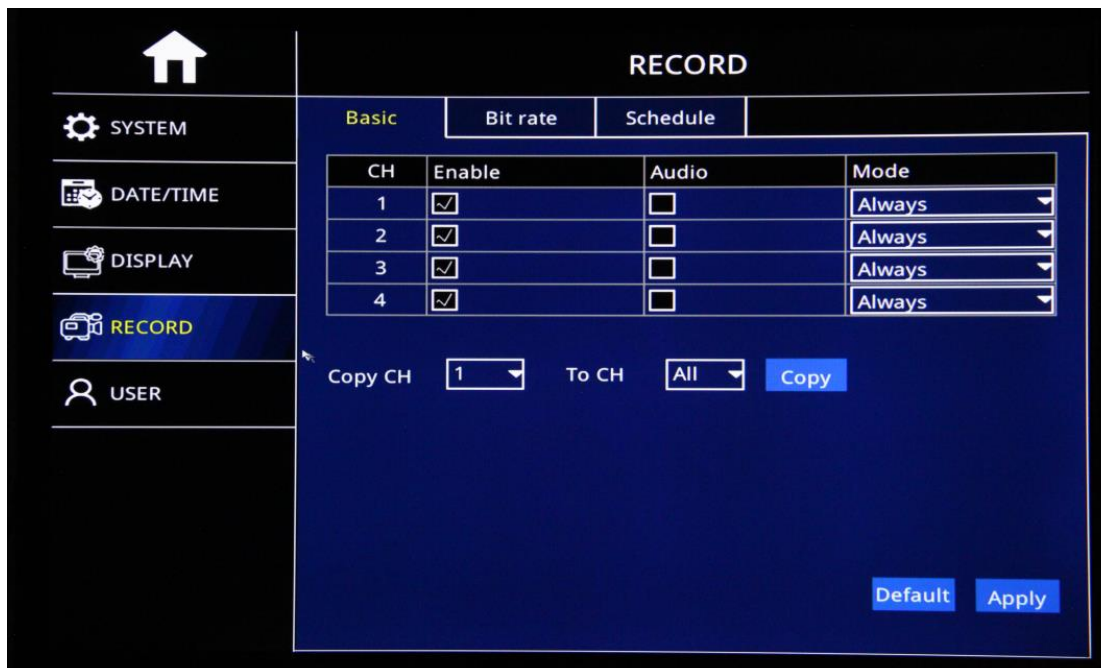 RECORD
SYSTEM
DATE/TIME
DISPLAY
RECORD
USER
Basic Bit rate Schedule
CH Enable Audio Mode
1 Always
2 Always
3 Always
4 Always
Copy CH 1 To CH All Copy
Default Apply